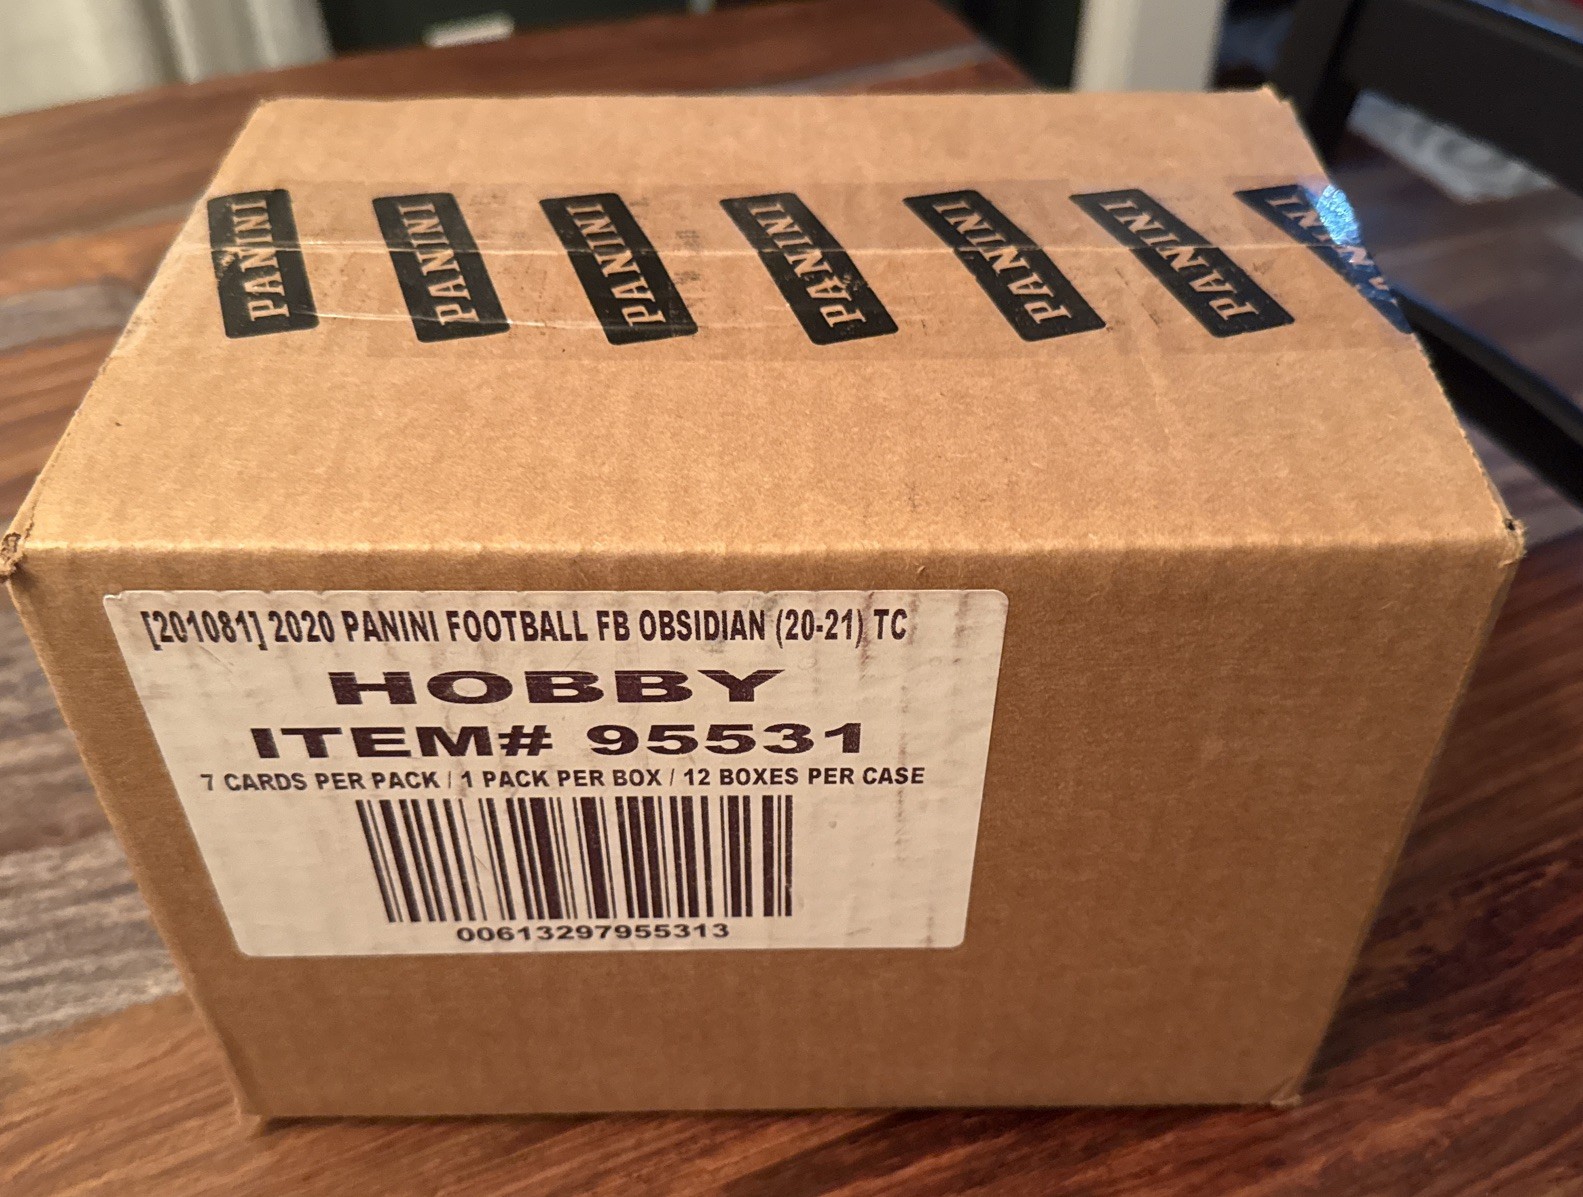 PANINI PANINI PANINI PANINI PANINI PANINI PANINI
[201081] 2020 PANINI FOOTBALL FB OBSIDIAN (20-21) TC
HOBBY
ITEM# 95531
7 CARDS PER PACK / 1 PACK PER BOX / 12 BOXES PER CASE
00613297955313